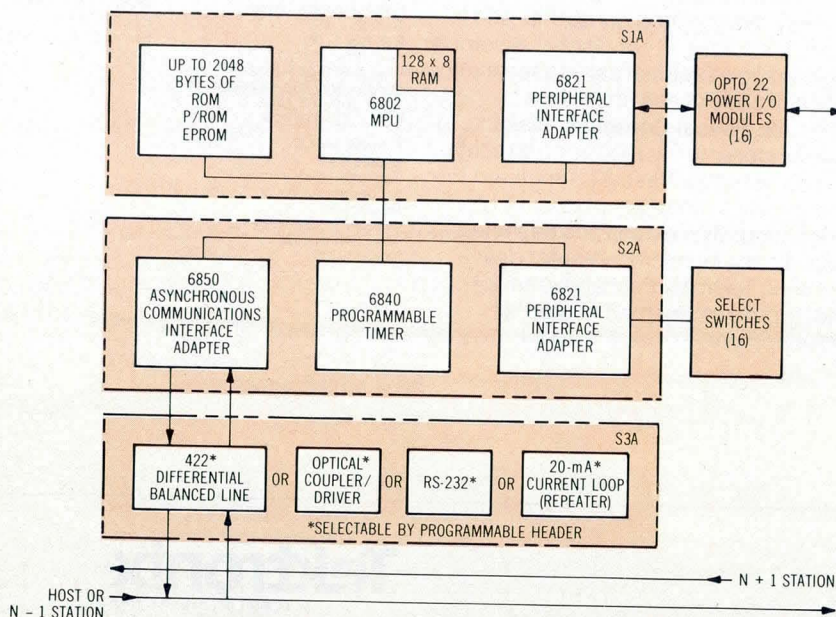 S1A
UP TO 2048
BYTES OF
ROM
P/ROM
EPROM
128 x 8
RAM
6802
MPU
6821
PERIPHERAL
INTERFACE
ADAPTER
OPTO 22
POWER I/O
MODULES
(16)
S2A
6850
ASYNCHRONOUS
COMMUNICATIONS
INTERFACE
ADAPTER
6840
PROGRAMMABLE
TIMER
6821
PERIPHERAL
INTERFACE
ADAPTER
SELECT
SWITCHES
(16)
S3A
422*
DIFFERENTIAL
BALANCED LINE
OR
OPTICAL*
COUPLER/
DRIVER
OR
RS-232*
OR
20-mA*
CURRENT LOOP
(REPEATER)
*SELECTABLE BY PROGRAMMABLE HEADER
N + 1 STATION
HOST OR
N – 1 STATION